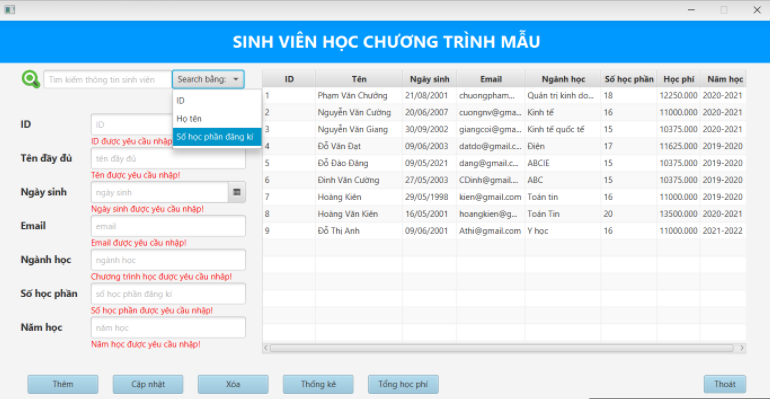 SINH VIÊN HỌC CHƯƠNG TRÌNH MẪU
Tìm kiếm thông tin sinh viên
Search bằng:
ID
Họ tên
Số học phần đăng kí
ID
ID
ID được yêu cầu nhập!
Tên đầy đủ
tên đầy đủ
Tên được yêu cầu nhập!
Ngày sinh
ngày sinh
Ngày sinh được yêu cầu nhập!
Email
email
Email được yêu cầu nhập!
Ngành học
ngành học
Chương trình học được yêu cầu nhập!
Số học phần
số học phần đăng kí
Số học phần được yêu cầu nhập!
Năm học
năm học
Năm học được yêu cầu nhập!
ID Tên Ngày sinh Email Ngành học Số học phần Học phí Năm học
1 Phạm Văn Chưởng 21/08/2001 chuongpham... Quản trị kinh do... 18 12250.000 2020-2021
2 Nguyễn Văn Cường 20/06/2007 cuongnv@gma... Kinh tế 16 11000.000 2020-2021
3 Nguyễn Văn Giang 30/09/2002 giangcoi@gma... Kinh tế quốc tế 15 10375.000 2020-2021
4 Đỗ Văn Đạt 09/06/2003 datdo@gmail.c... Điện 17 11625.000 2019-2020
5 Đỗ Đào Đăng 09/05/2021 dang@gmail.c... ABCIE 15 10375.000 2019-2020
6 Đinh Văn Cường 27/05/2003 CDinh@gmail.... ABC 15 10375.000 2019-2020
7 Hoàng Kiên 29/05/1998 kien@gmail.com Toán tin 16 11000.000 2019-2020
8 Hoàng Văn Kiên 16/05/2001 hoangkien@g... Toán Tin 20 13500.000 2020-2021
9 Đỗ Thị Anh 09/06/2001 Athi@gmail.com Y học 16 11000.000 2021-2022
Thêm
Cập nhật
Xóa
Thống kê
Tổng học phí
Thoát